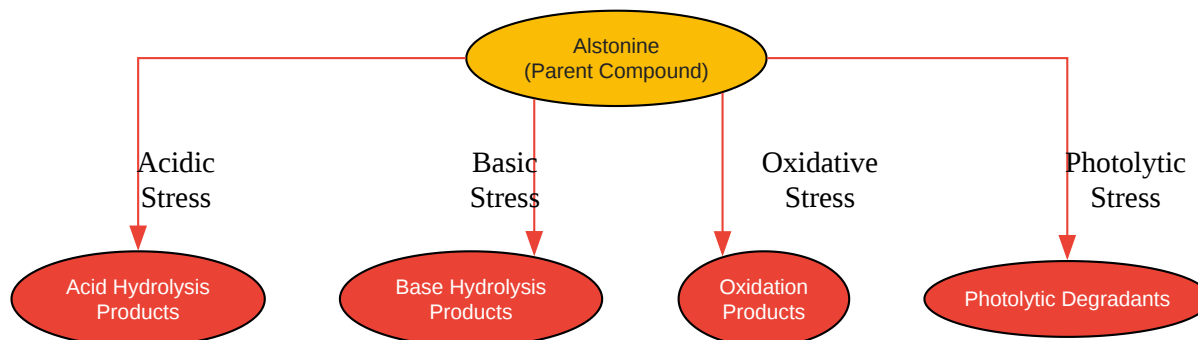 Alstonine
(Parent Compound)
Acidic
Stress
Basic
Stress
Oxidative
Stress
Photolytic
Stress
Acid Hydrolysis
Products
Base Hydrolysis
Products
Oxidation
Products
Photolytic Degradants